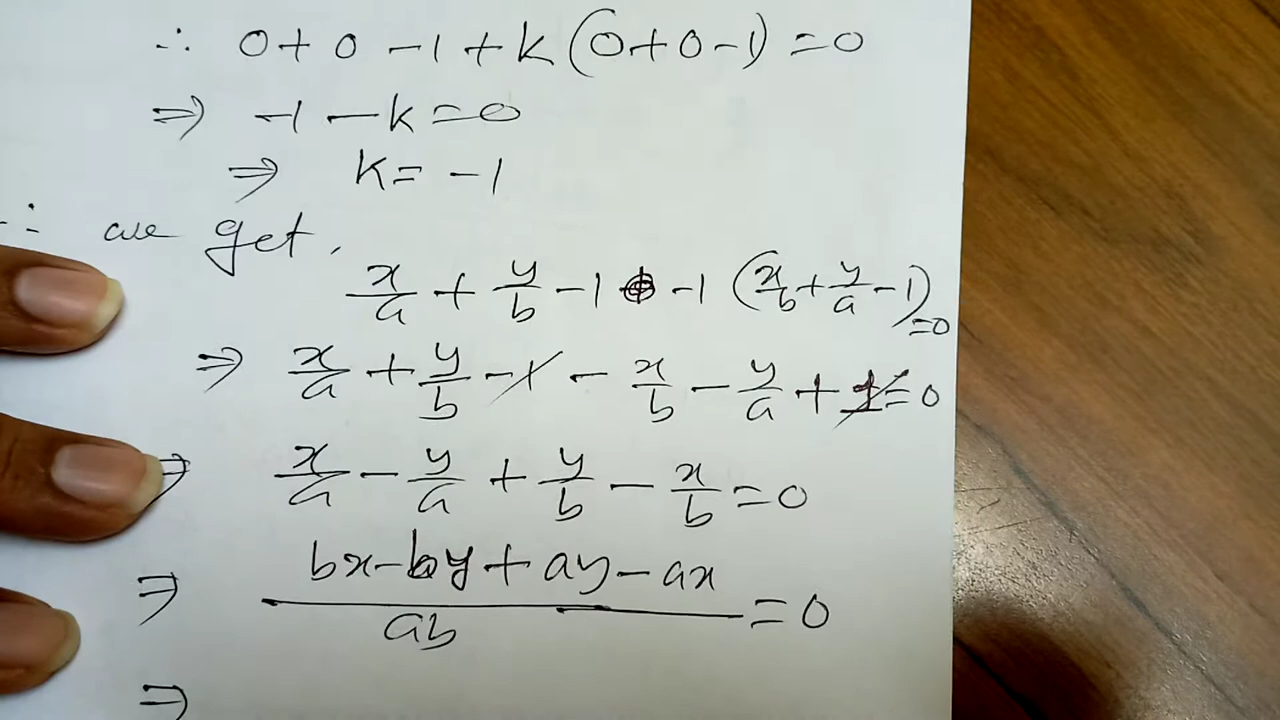 ∴ 0+0-1+k(0+0-1)=0
⇒ -1-k=0
⇒ k=-1
∴ we get,
x/a + y/b -1 -1 (x/b + y/a -1) =0
⇒ x/a + y/b -1 - x/b - y/a + 1 =0
⇒ x/a - y/a + y/b - x/b =0
⇒ (bx-by+ay-ax)/ab =0
⇒